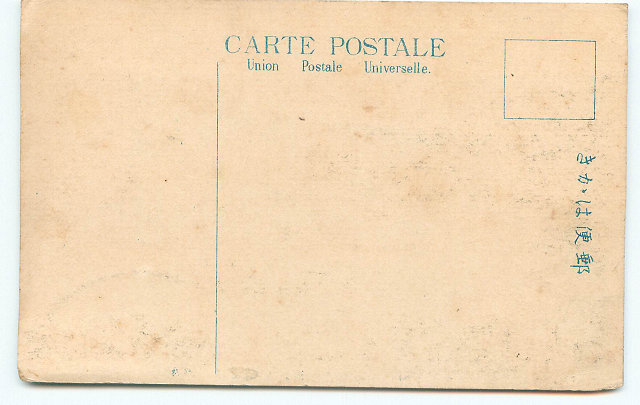 CARTE POSTALE
Union Postale Universelle.
郵便はかき